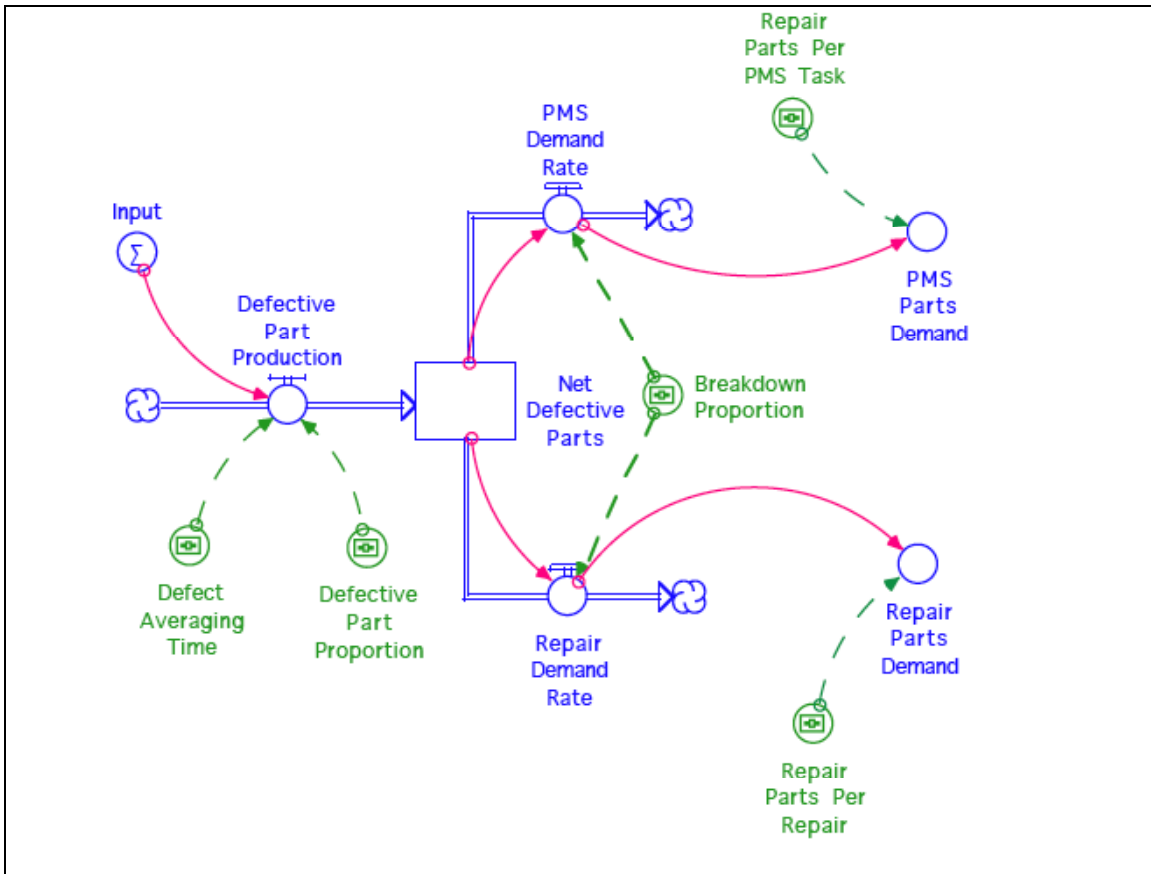 Repair
Parts Per
PMS Task
PMS
Demand
Rate
Input
Σ
PMS
Parts
Demand
Defective
Part
Production
Net
Defective
Parts
Breakdown
Proportion
Defect
Averaging
Time
Defective
Part
Proportion
Repair
Demand
Rate
Repair
Parts
Demand
Repair
Parts Per
Repair